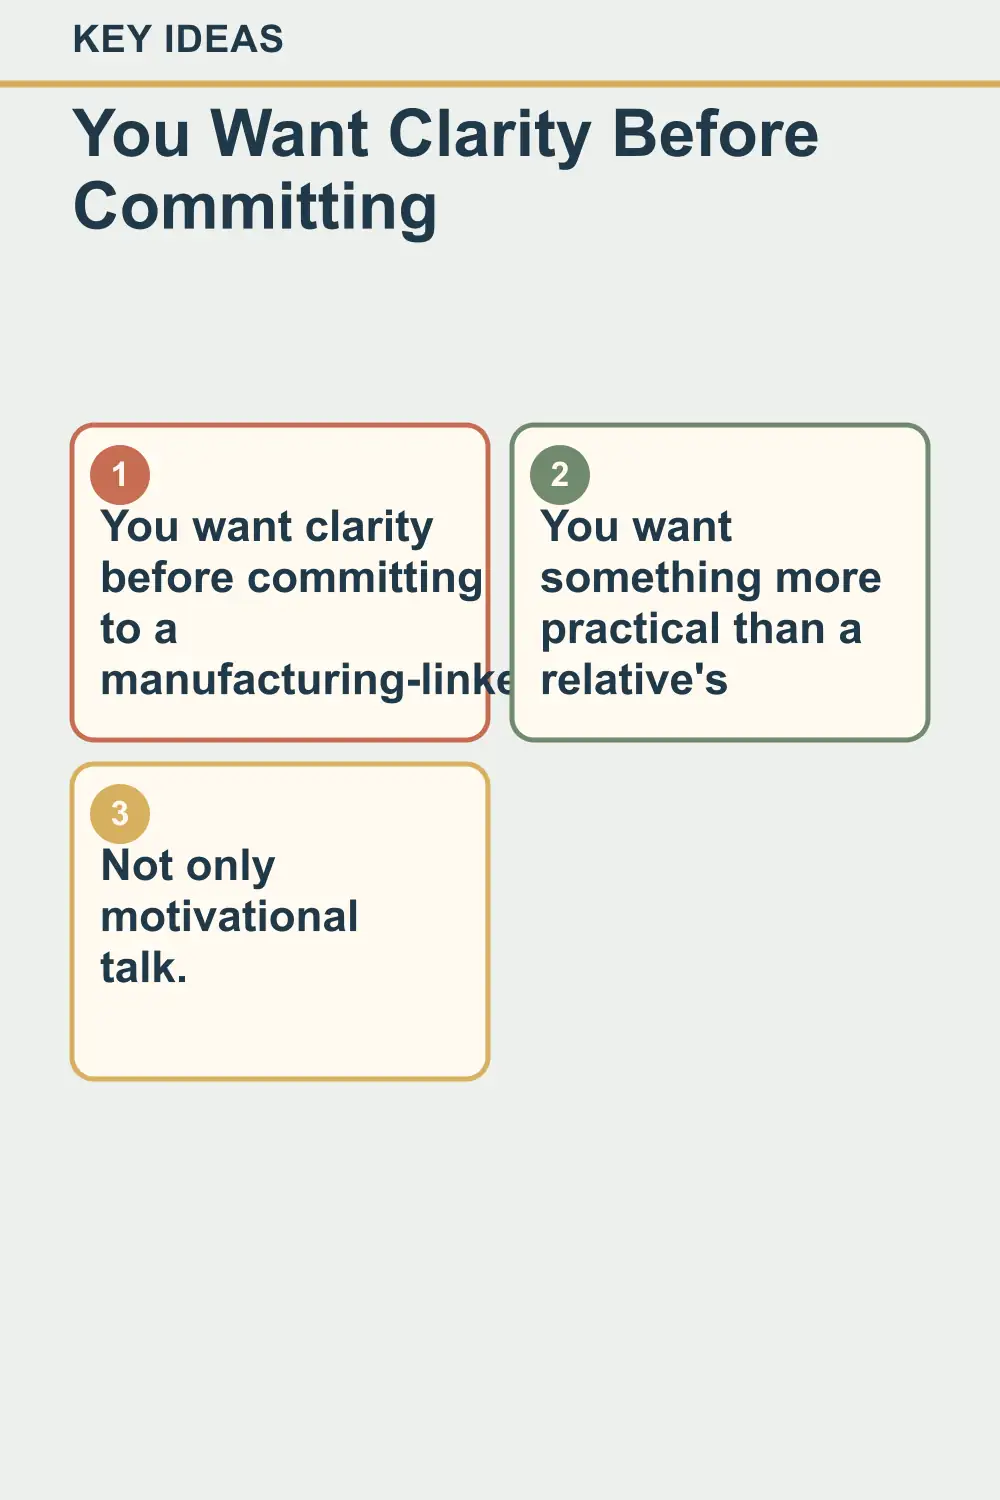 KEY IDEAS
You Want Clarity Before
Committing
1
You want clarity
before committing
to a
manufacturing-linke
2
You want
something more
practical than a
relative's
3
Not only
motivational
talk.